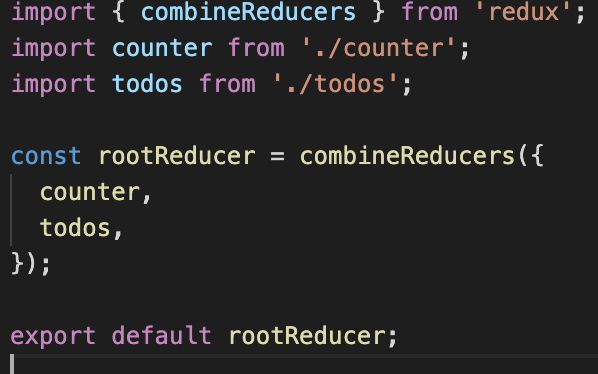 import { combineReducers } from 'redux';
import counter from './counter';
import todos from './todos';
const rootReducer = combineReducers({
  counter,
  todos,
});
export default rootReducer;